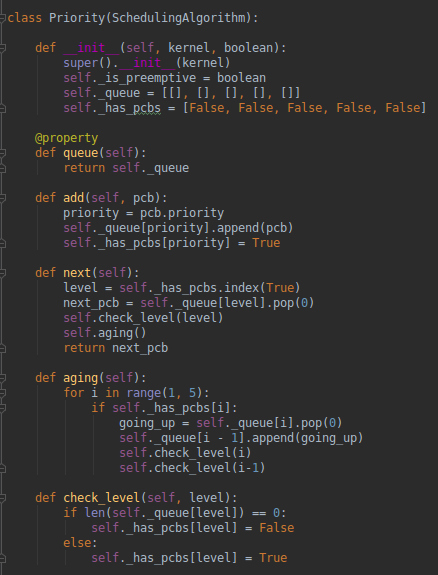 class Priority(SchedulingAlgorithm):

    def __init__(self, kernel, boolean):
        super().__init__(kernel)
        self._is_preemptive = boolean
        self._queue = [[], [], [], [], []]
        self._has_pcbs = [False, False, False, False, False]

    @property
    def queue(self):
        return self._queue

    def add(self, pcb):
        priority = pcb.priority
        self._queue[priority].append(pcb)
        self._has_pcbs[priority] = True

    def next(self):
        level = self._has_pcbs.index(True)
        next_pcb = self._queue[level].pop(0)
        self.check_level(level)
        self.aging()
        return next_pcb

    def aging(self):
        for i in range(1, 5):
            if self._has_pcbs[i]:
                going_up = self._queue[i].pop(0)
                self._queue[i - 1].append(going_up)
                self.check_level(i)
                self.check_level(i-1)

    def check_level(self, level):
        if len(self._queue[level]) == 0:
            self._has_pcbs[level] = False
        else:
            self._has_pcbs[level] = True